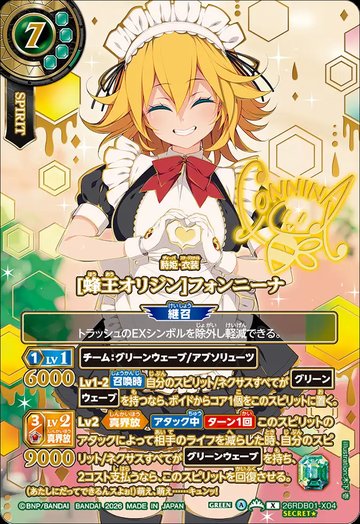 7
SPIRIT
FONNINA
時姫・衣装
[蜂王オリジン]フォンニーナ
けいしょう
継召
トラッシュのEXシンボルを除外し軽減できる。
1 LV1 チーム:グリーンウェーブ/アブソリューツ
6000 Lv1-2 召喚時 自分のスピリット/ネクサスすべてが グリーン
ウェーブ を持つなら、ボイドからコア1個をこのスピリットに置く。
3 LV2 真界放 Lv2 真界放 アタック中 ターン1回 このスピリットの
アタックによって相手のライフを減らした時、自分のスピ
9000 リット/ネクサスすべてが グリーンウェーブ を持ち、
2コスト支払うなら、このスピリットを回復させる。
(あたしにだってできるんスよぉ!)萌え、萌え……キュンッ!
©BNP/BANDAI BANDAI 2026 MADE IN JAPAN GREEN A X 26RDB01-X04
SECRET★